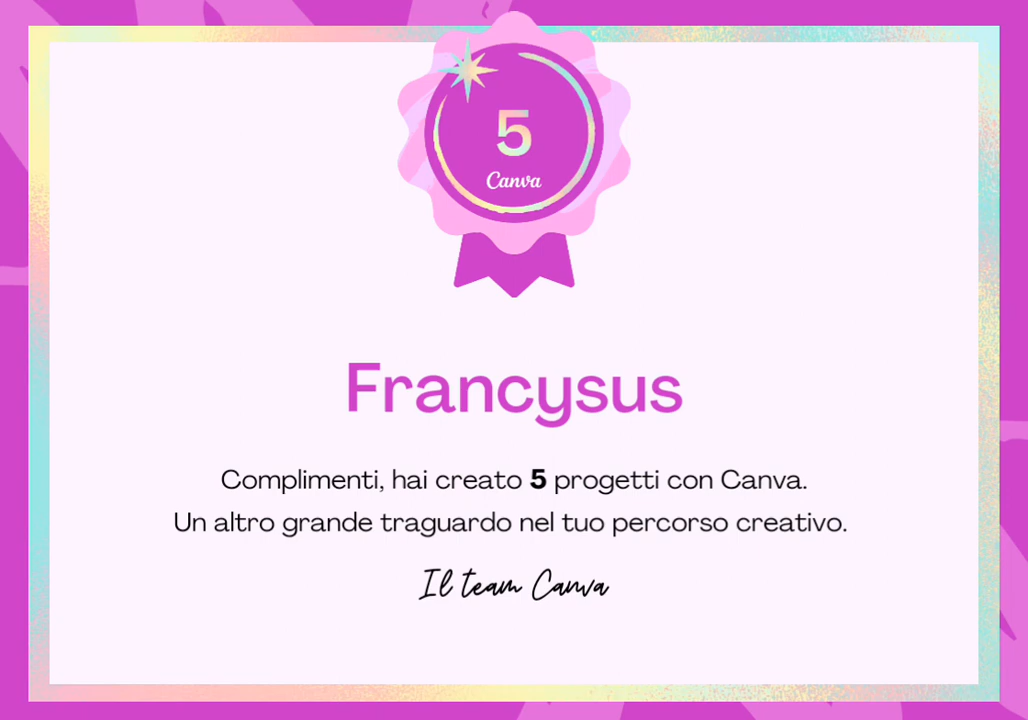 5
Canva
Francysus
Complimenti, hai creato 5 progetti con Canva.
Un altro grande traguardo nel tuo percorso creativo.
Il team Canva